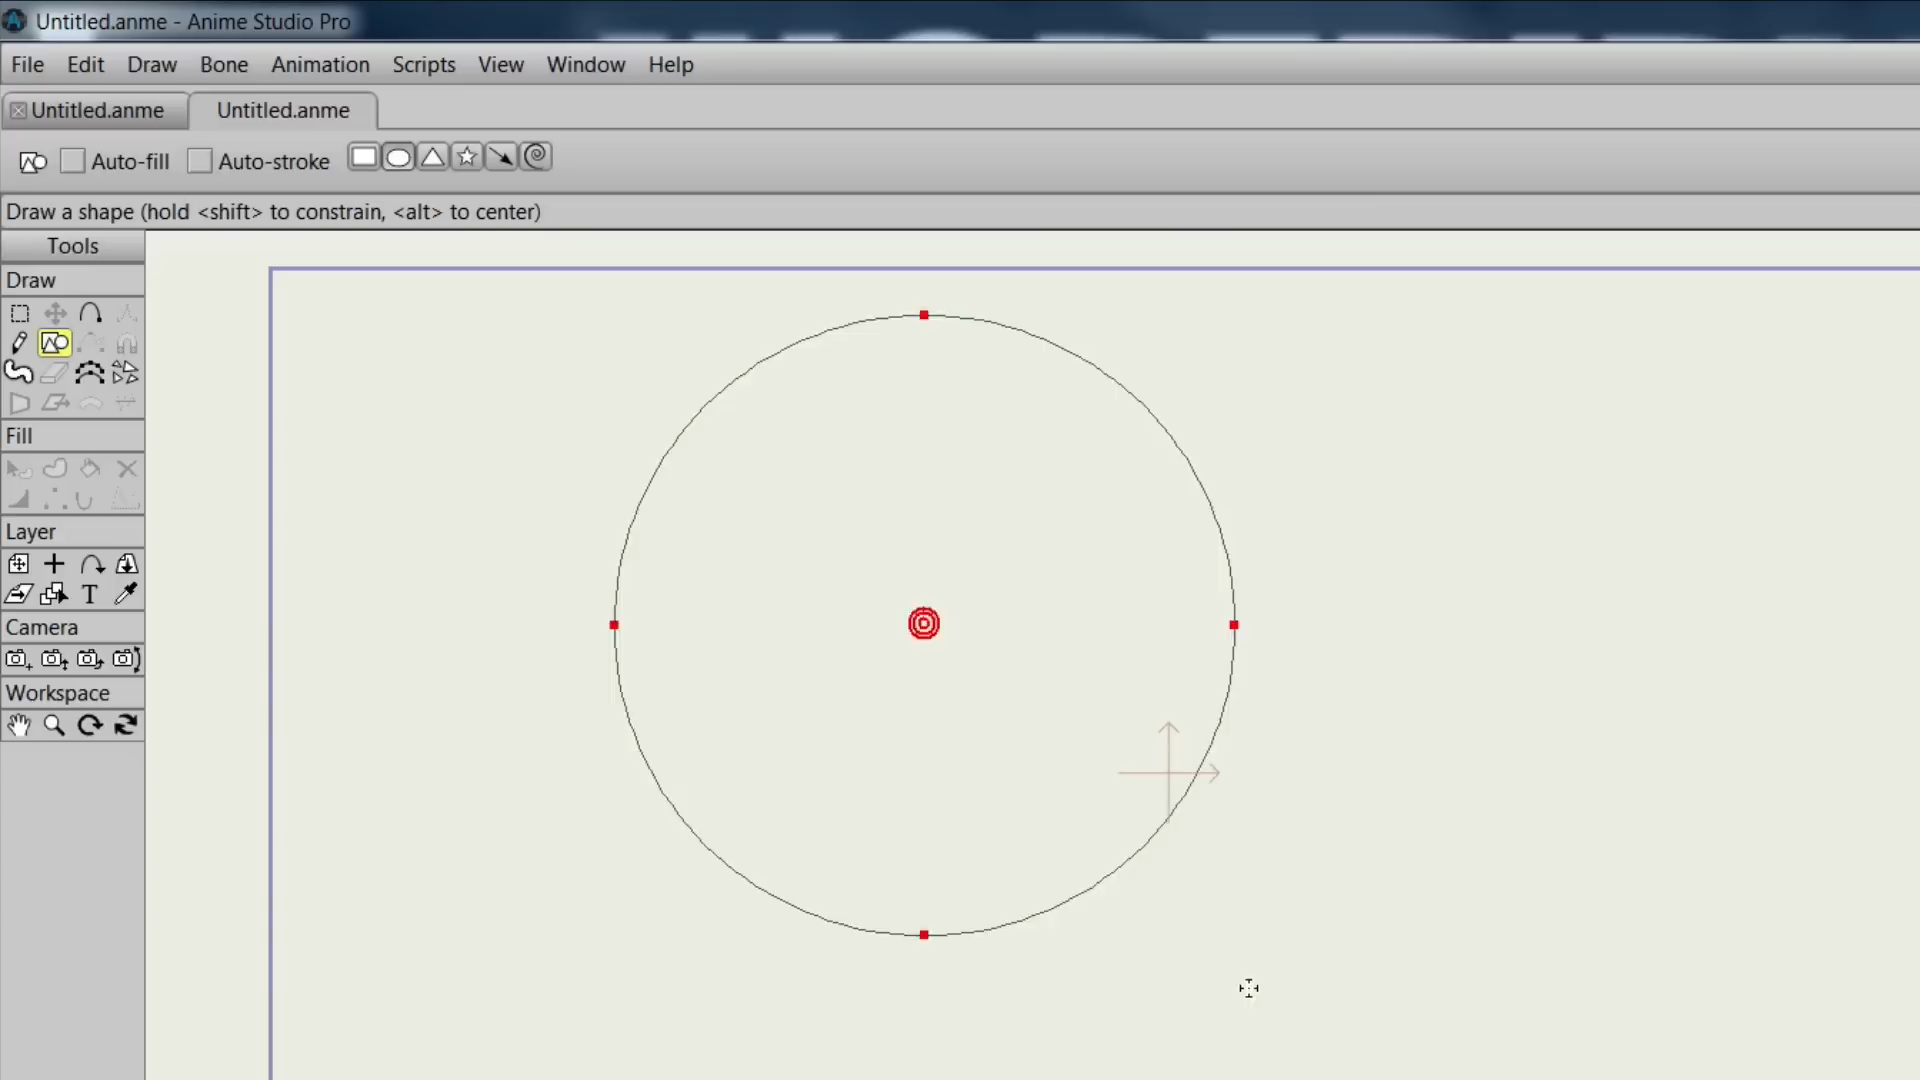 Untitled.anme - Anime Studio Pro
File Edit Draw Bone Animation Scripts View Window Help
Untitled.anme Untitled.anme
Auto-fill Auto-stroke
Draw a shape (hold <shift> to constrain, <alt> to center)
Tools
Draw
Fill
Layer
T
Camera
Workspace